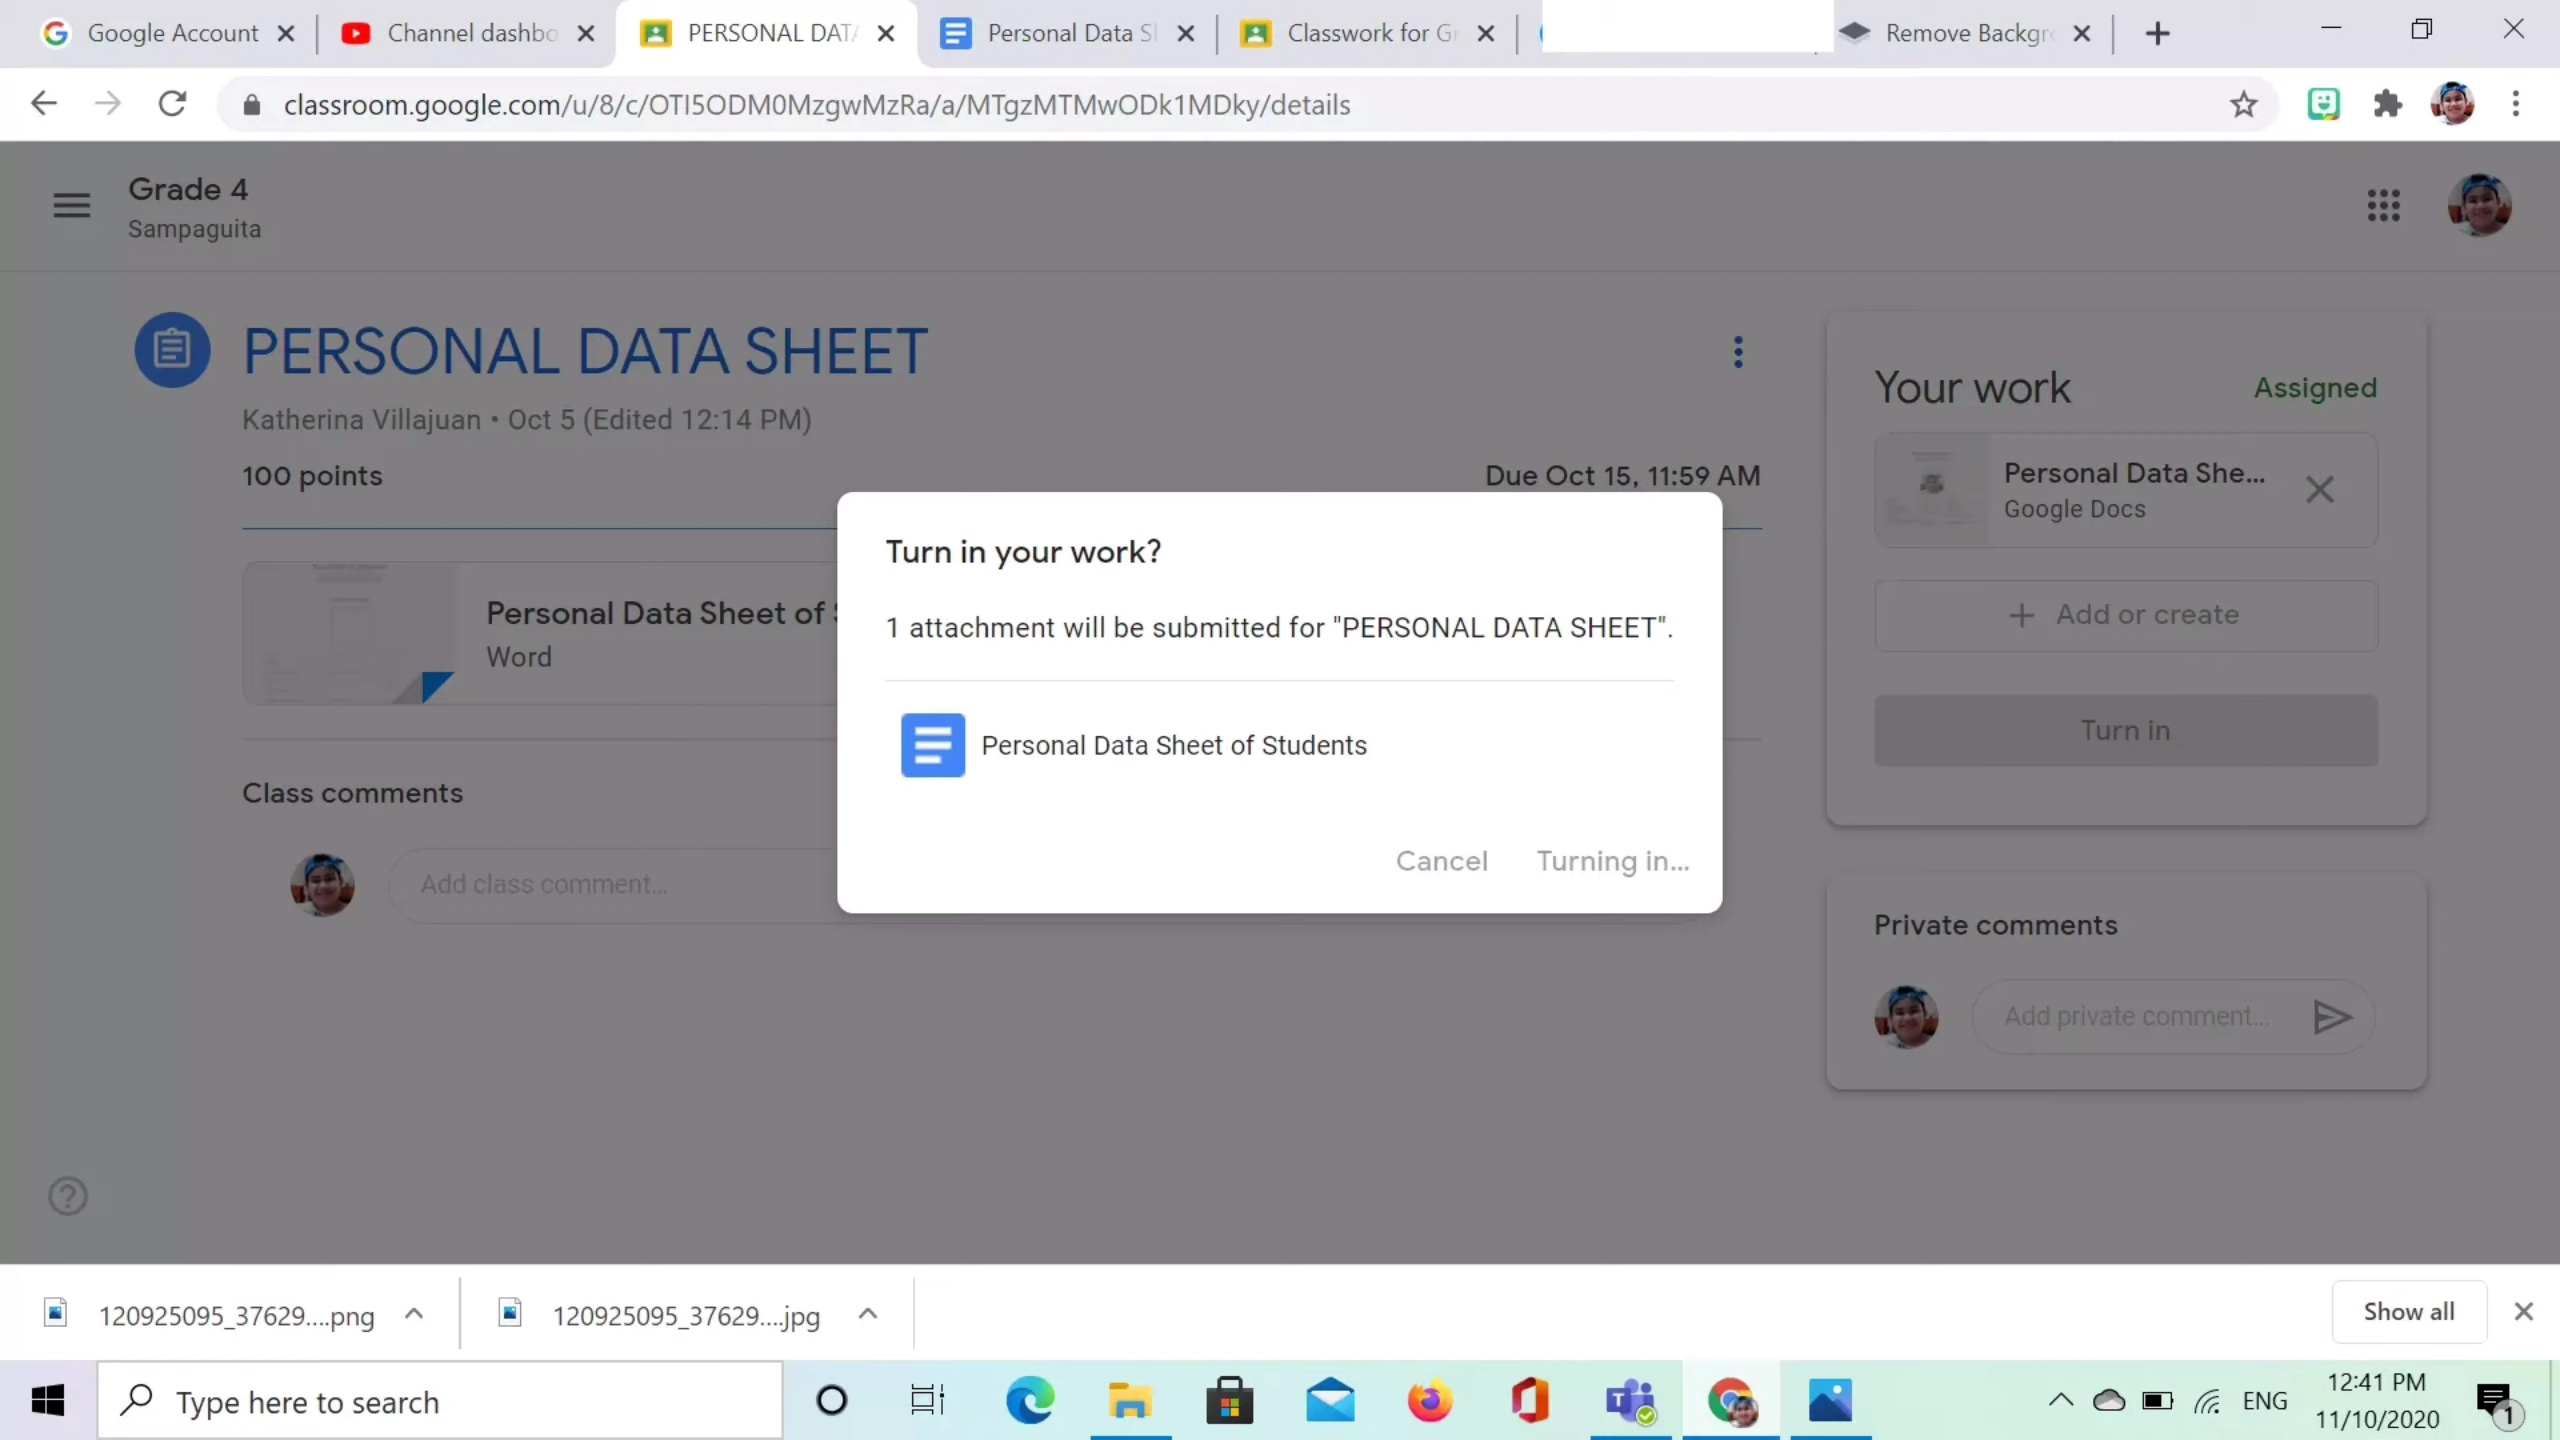 Google Account
Channel dashbo
PERSONAL DATA
Personal Data S
Classwork for G
Remove Backgr
classroom.google.com/u/8/c/OTI5ODM0MzgwMzRa/a/MTgzMTMwODk1MDky/details
Grade 4
Sampaguita
PERSONAL DATA SHEET
Katherina Villajuan • Oct 5 (Edited 12:14 PM)
100 points
Due Oct 15, 11:59 AM
Personal Data Sheet of
Word
Class comments
Add class comment...
Turn in your work?
1 attachment will be submitted for "PERSONAL DATA SHEET".
Personal Data Sheet of Students
Cancel
Turning in...
Your work
Assigned
Personal Data She...
Google Docs
Add or create
Turn in
Private comments
Add private comment...
120925095_37629....png
120925095_37629....jpg
Show all
Type here to search
ENG
12:41 PM
11/10/2020
1